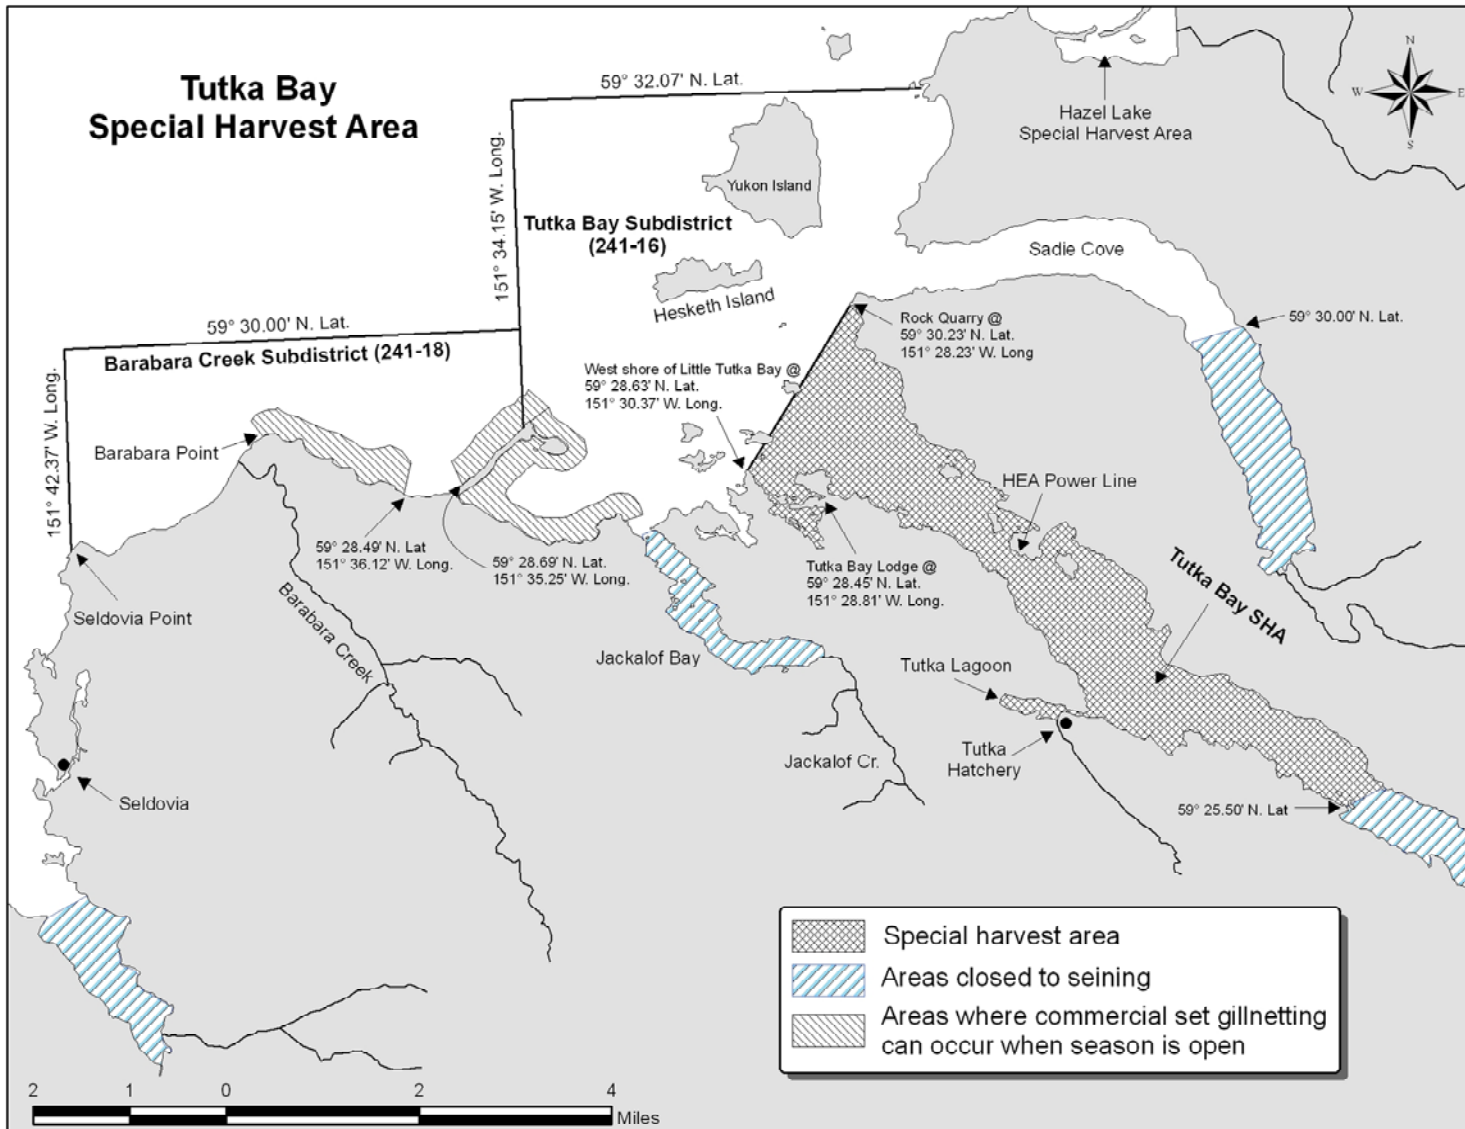 Tutka Bay
Special Harvest Area
59° 32.07' N. Lat.
Hazel Lake
Special Harvest Area
N
W
E
S
151° 34.15' W. Long.
Yukon Island
Tutka Bay Subdistrict
(241-16)
Sadie Cove
Hesketh Island
59° 30.00' N. Lat.
Rock Quarry @
59° 30.23' N. Lat.
151° 28.23' W. Long
59° 30.00' N. Lat.
Barabara Creek Subdistrict (241-18)
151° 42.37' W. Long.
West shore of Little Tutka Bay @
59° 28.63' N. Lat.
151° 30.37' W. Long.
Barabara Point
HEA Power Line
59° 28.49' N. Lat
151° 36.12' W. Long.
59° 28.69' N. Lat.
151° 35.25' W. Long.
Tutka Bay Lodge @
59° 28.45' N. Lat.
151° 28.81' W. Long.
Tutka Bay SHA
Seldovia Point
Barabara Creek
Jackalof Bay
Tutka Lagoon
Jackalof Cr.
Tutka
Hatchery
Seldovia
59° 25.50' N. Lat
Special harvest area
Areas closed to seining
Areas where commercial set gillnetting
can occur when season is open
2 1 0 2 4
Miles